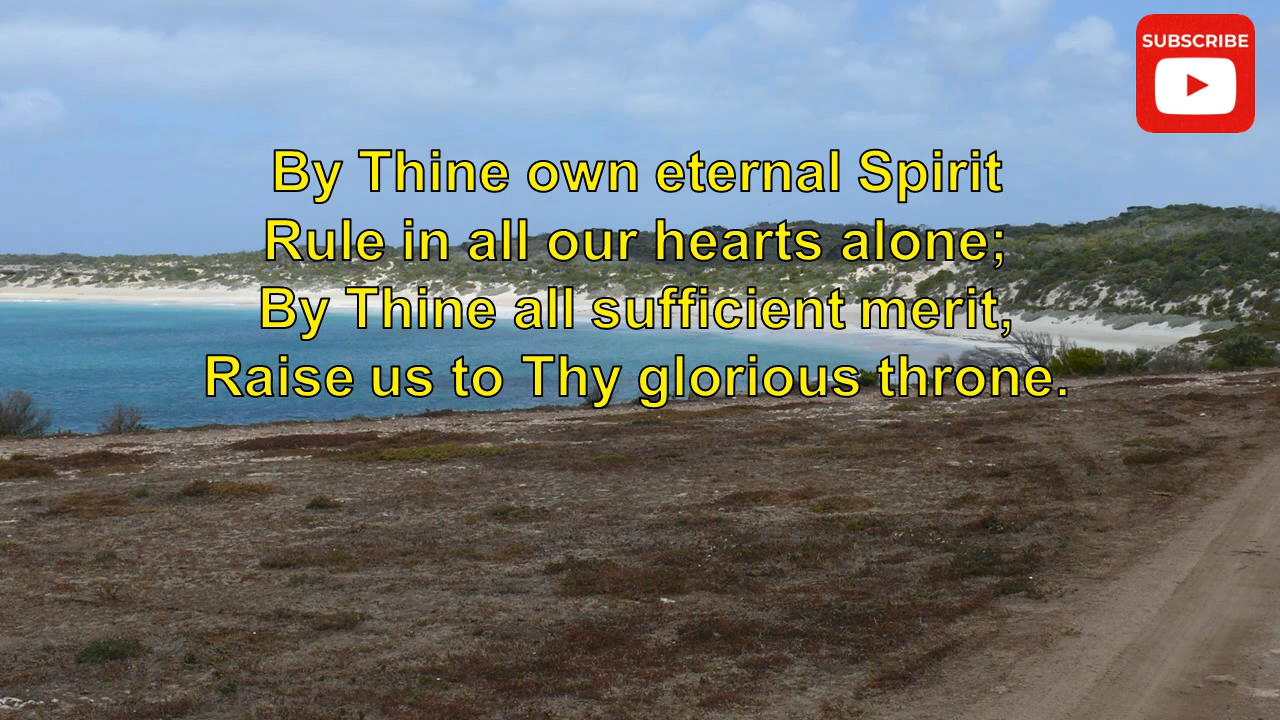 SUBSCRIBE
By Thine own eternal Spirit
Rule in all our hearts alone;
By Thine all sufficient merit,
Raise us to Thy glorious throne.